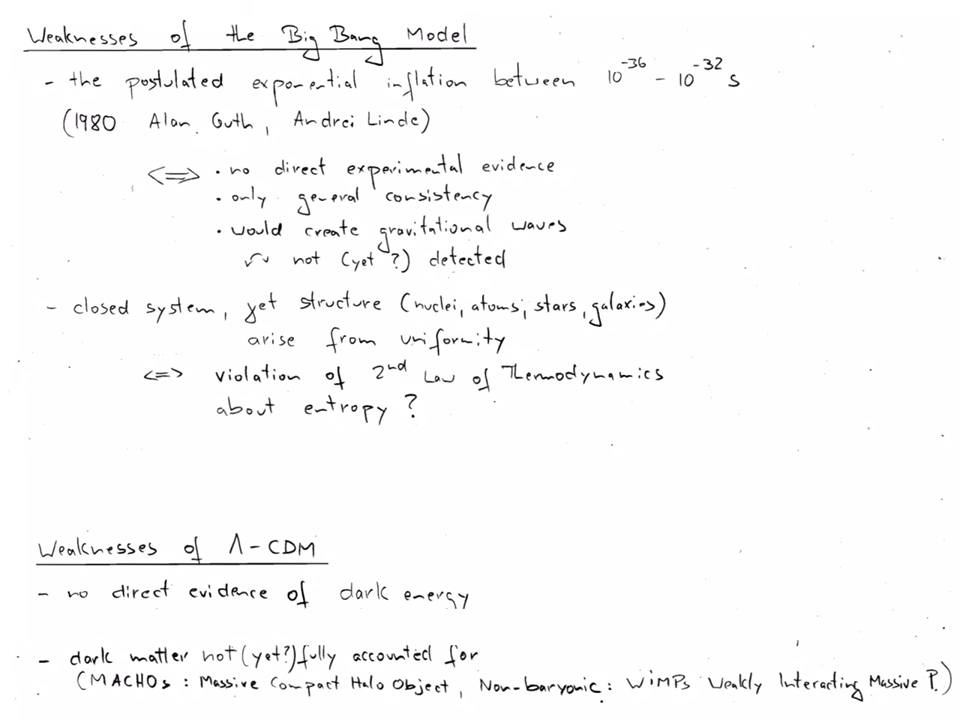 Weaknesses of the Big Bang Model
- the postulated exponential inflation between 10^-36 - 10^-32 s
(1980 Alan Guth, Andrei Linde)
<=> • no direct experimental evidence
• only general consistency
• would create gravitational waves
not (yet?) detected
- closed system, yet structure (nuclei, atoms, stars, galaxies)
arise from uniformity
<=> violation of 2nd Law of Thermodynamics
about entropy?
Weaknesses of Λ-CDM
- no direct evidence of dark energy
- dark matter not (yet?) fully accounted for
(MACHOs : Massive Compact Halo Object, Non-baryonic: WiMPs Weakly Interacting Massive P.)